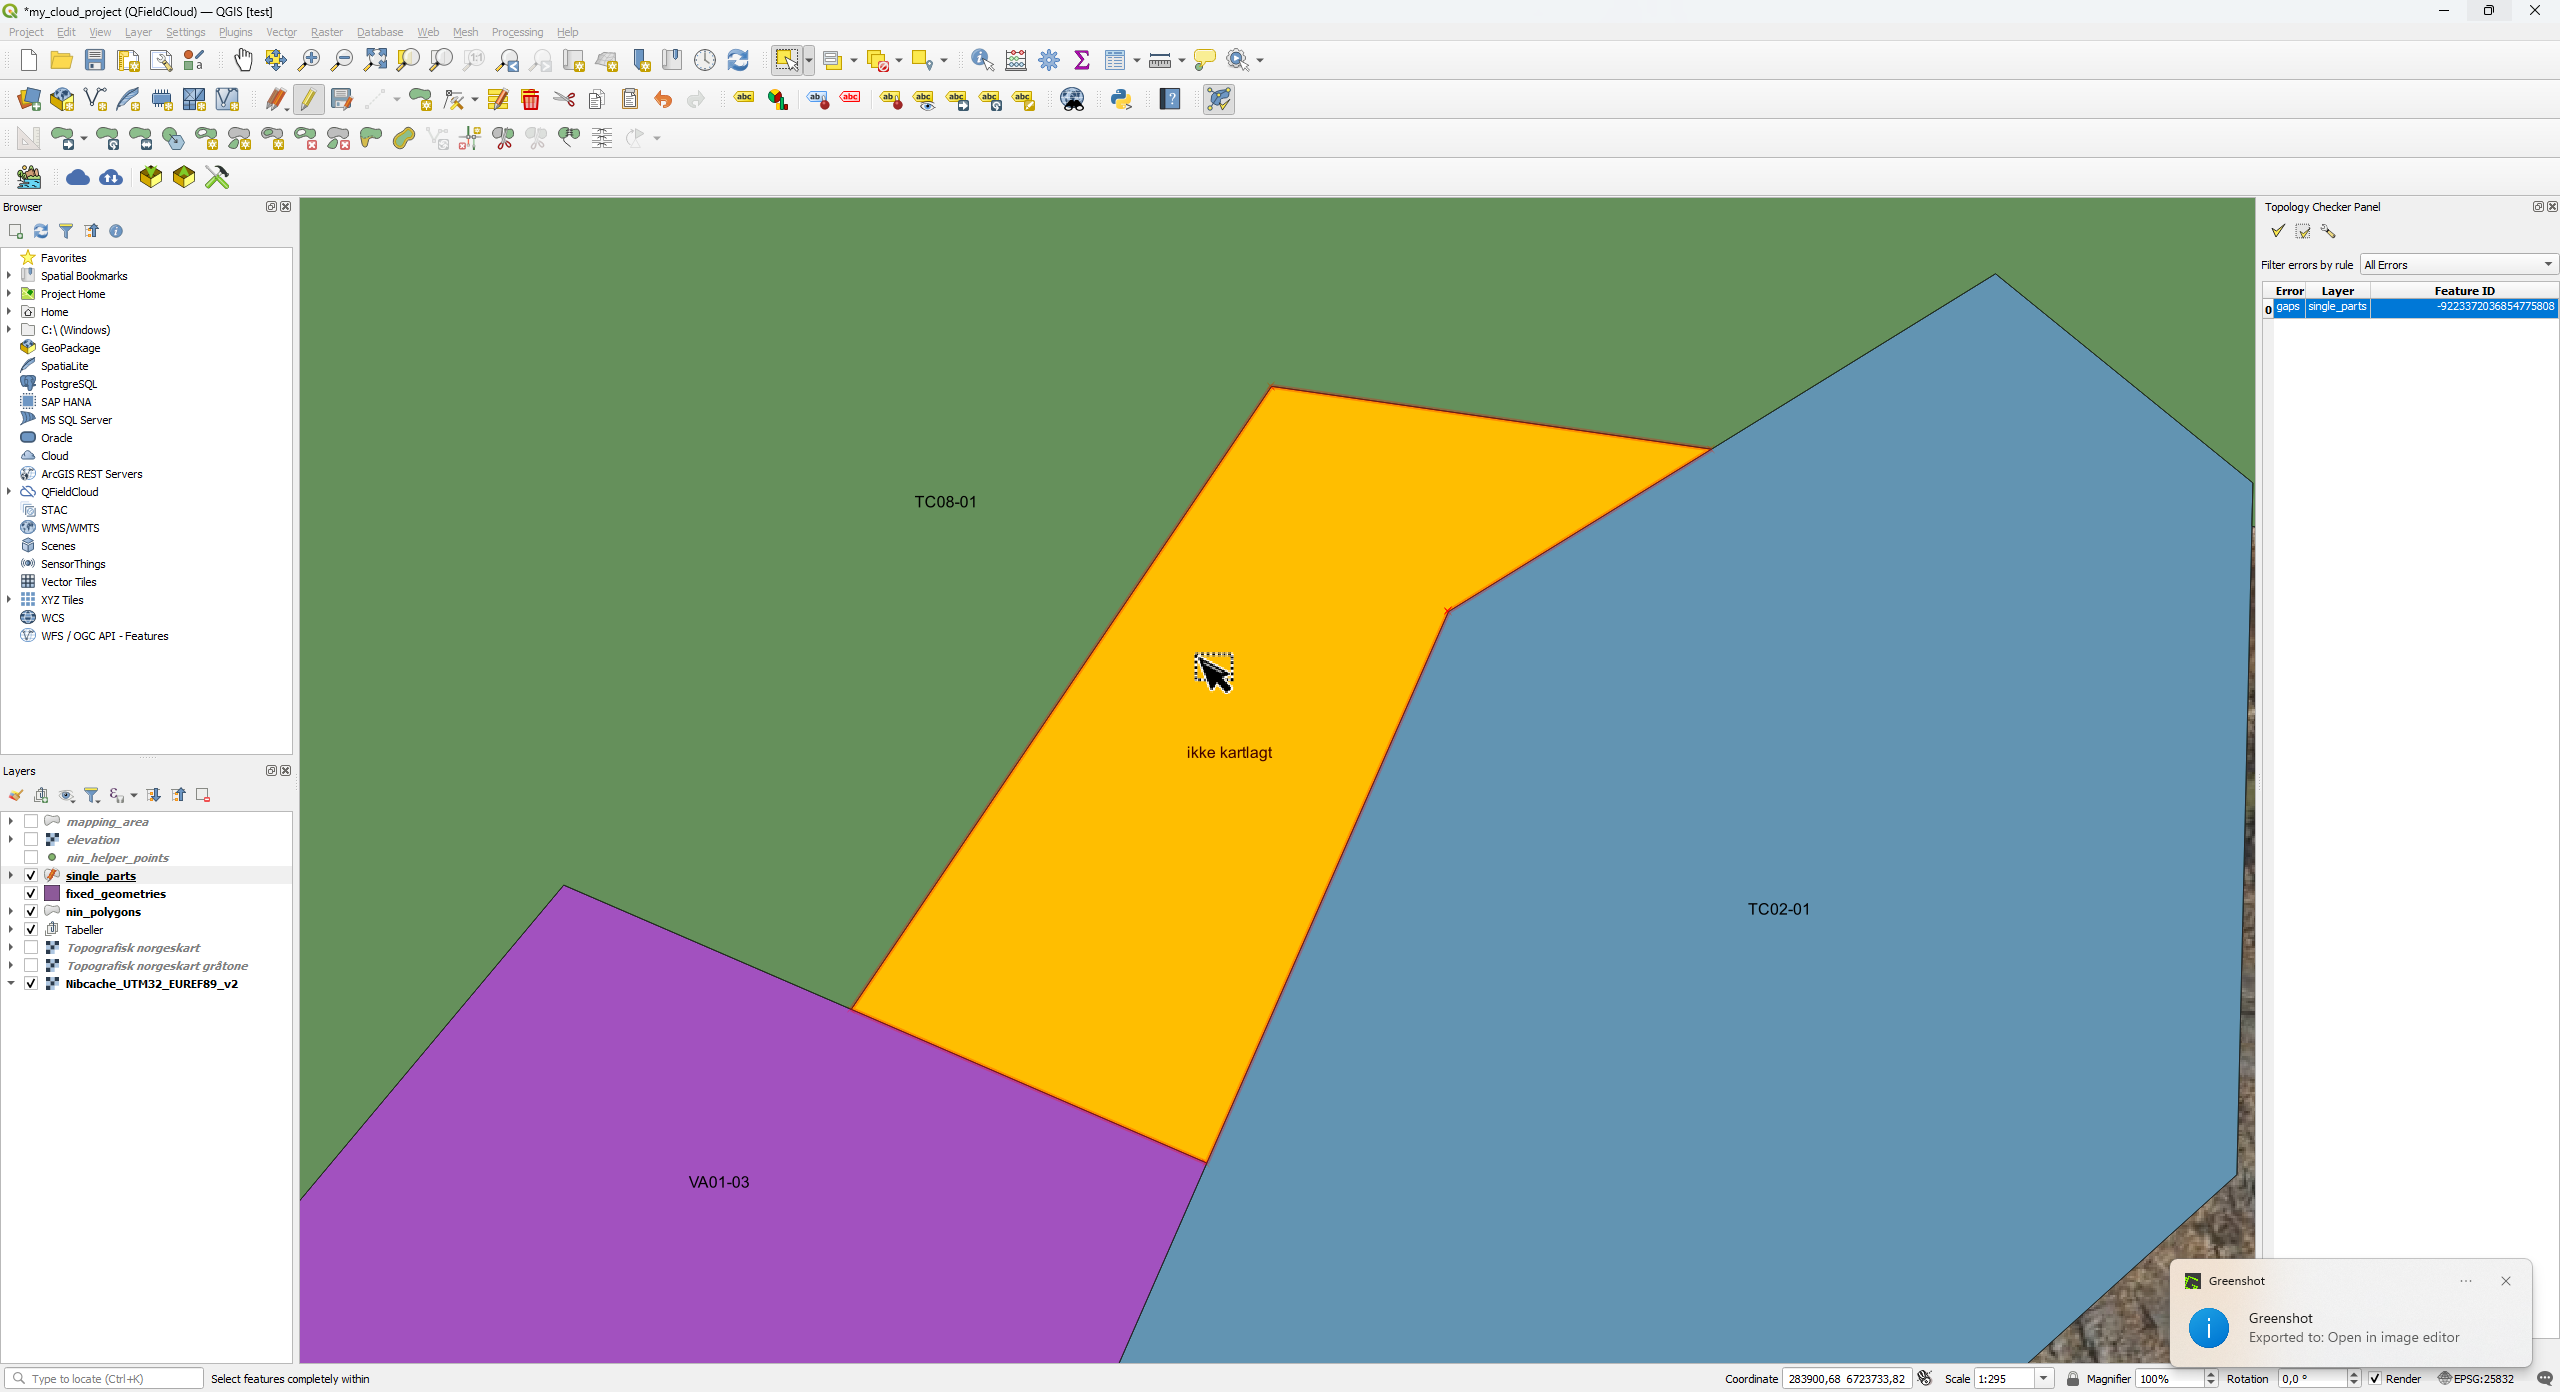 *my_cloud_project (QFieldCloud) — QGIS [test]
Project Edit View Layer Settings Plugins Vector Raster Database Web Mesh Processing Help
Browser
Favorites
Spatial Bookmarks
Project Home
Home
C:\ (Windows)
GeoPackage
SpatiaLite
PostgreSQL
SAP HANA
MS SQL Server
Oracle
Cloud
ArcGIS REST Servers
QFieldCloud
STAC
WMS/WMTS
Scenes
SensorThings
Vector Tiles
XYZ Tiles
WCS
WFS / OGC API - Features
Layers
mapping_area
elevation
nin_helper_points
single_parts
fixed_geometries
nin_polygons
Tabeller
Topografisk norgeskart
Topografisk norgeskart gråtone
Nibcache_UTM32_EUREF89_v2
TC08-01
ikke kartlagt
TC02-01
VA01-03
Topology Checker Panel
Filter errors by rule All Errors
Error Layer Feature ID
0 gaps single_parts -9223372036854775808
Greenshot
Greenshot
Exported to: Open in image editor
Type to locate (Ctrl+K) Select features completely within Coordinate 283900,68 6723733,82 Scale 1:295 Magnifier 100% Rotation 0,0 ° Render EPSG:25832